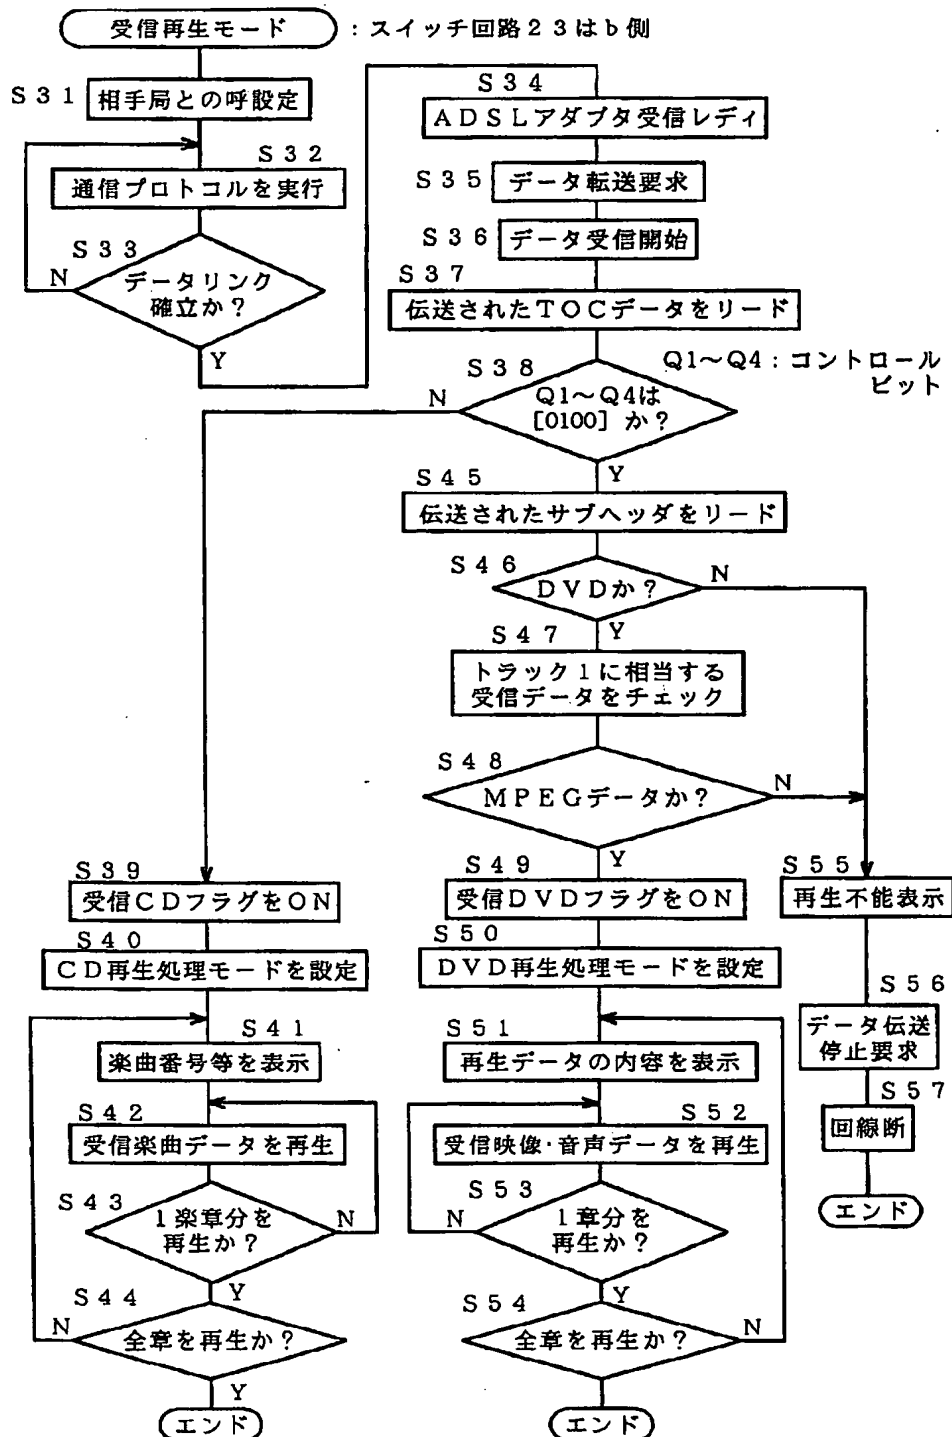 受信再生モード
：スイッチ回路２３はｂ側
Ｓ３１
相手局との呼設定
Ｓ３２
通信プロトコルを実行
Ｓ３３
データリンク
確立か？
N
Y
Ｓ３４
ＡＤＳＬアダプタ受信レディ
Ｓ３５
データ転送要求
Ｓ３６
データ受信開始
Ｓ３７
伝送されたＴＯＣデータをリード
Ｓ３８
Q1～Q4は
[0100] か？
N
Y
Q1～Q4：コントロール
ビット
Ｓ４５
伝送されたサブヘッダをリード
Ｓ４６
ＤＶＤか？
N
Y
Ｓ４７
トラック１に相当する
受信データをチェック
Ｓ４８
ＭＰＥＧデータか？
N
Y
Ｓ３９
受信ＣＤフラグをＯＮ
Ｓ４０
ＣＤ再生処理モードを設定
Ｓ４１
楽曲番号等を表示
Ｓ４２
受信楽曲データを再生
Ｓ４３
１楽章分を
再生か？
N
Y
Ｓ４４
全章を再生か？
N
Y
エンド
Ｓ４９
受信ＤＶＤフラグをＯＮ
Ｓ５０
ＤＶＤ再生処理モードを設定
Ｓ５１
再生データの内容を表示
Ｓ５２
受信映像・音声データを再生
Ｓ５３
１章分を
再生か？
N
Y
Ｓ５４
全章を再生か？
N
エンド
Ｓ５５
再生不能表示
Ｓ５６
データ伝送
停止要求
Ｓ５７
回線断
エンド